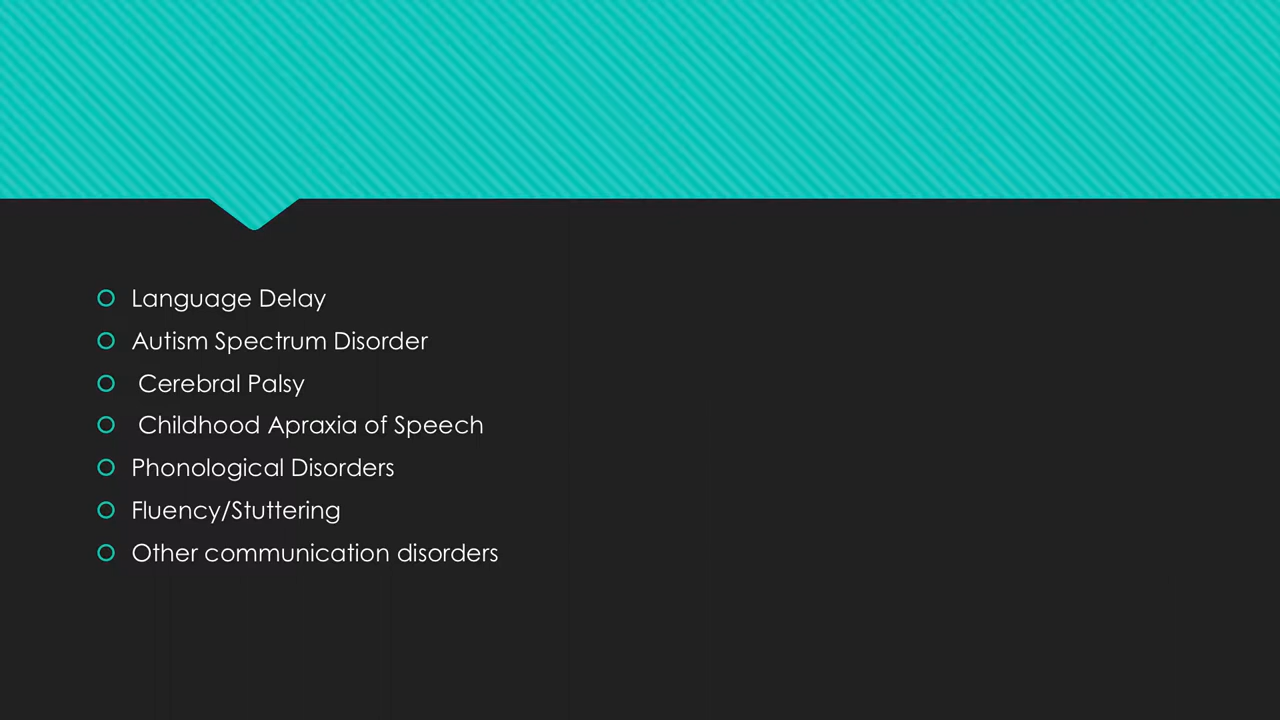 Language Delay
Autism Spectrum Disorder
Cerebral Palsy
Childhood Apraxia of Speech
Phonological Disorders
Fluency/Stuttering
Other communication disorders